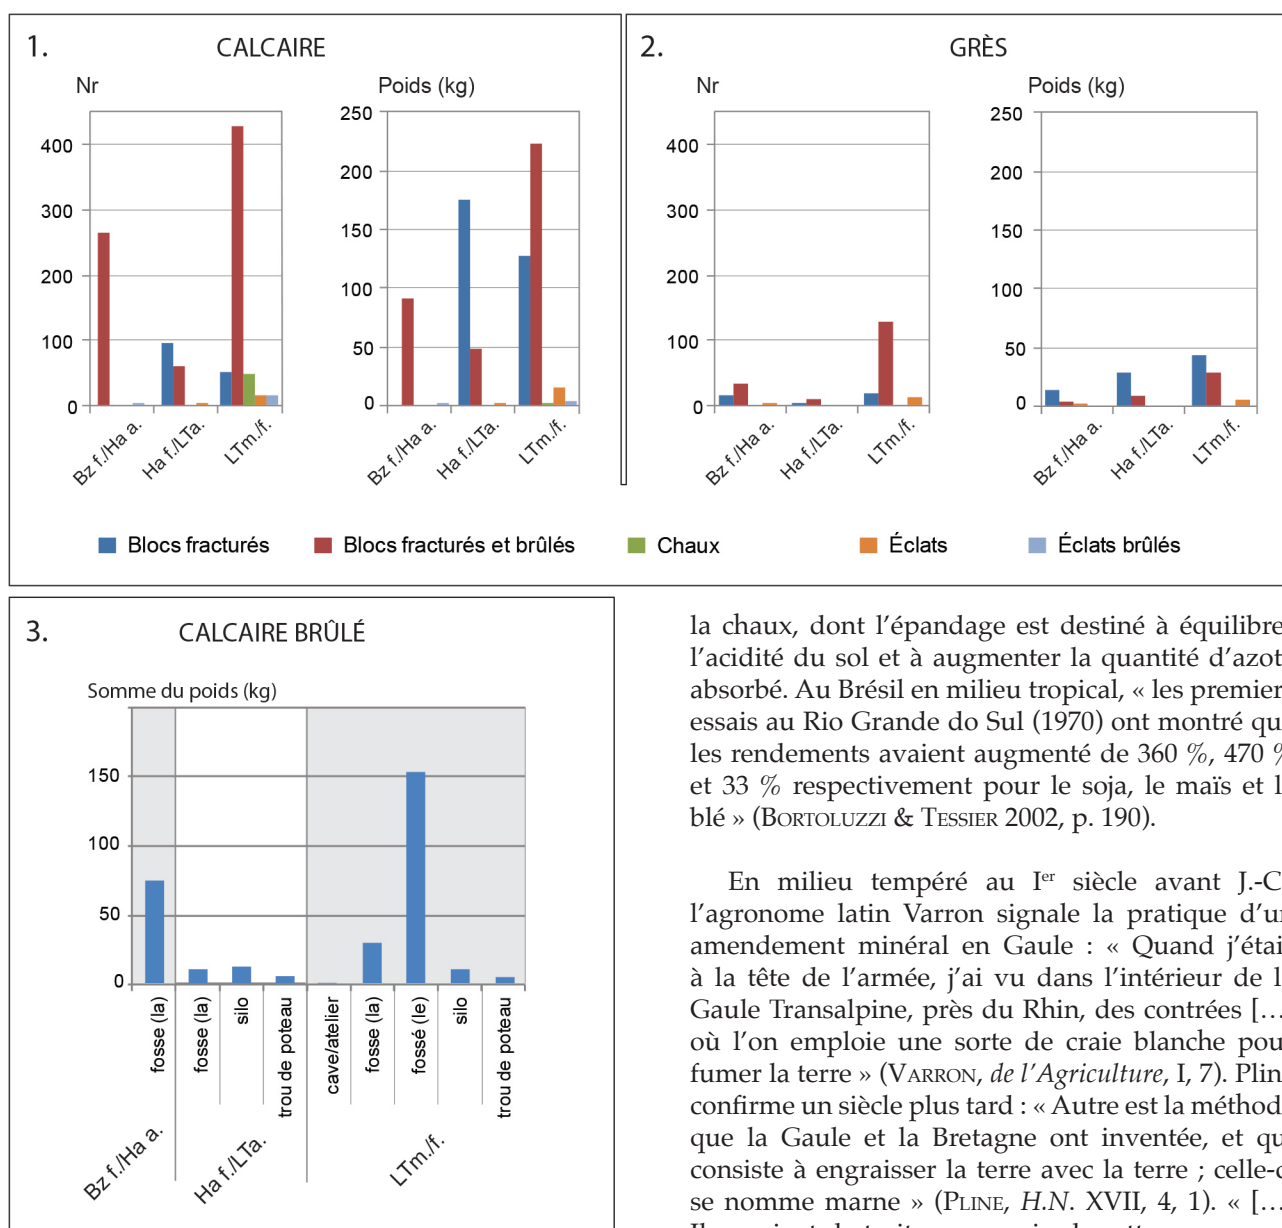 1. CALCAIRE
Nr
Poids (kg)
400
300
200
100
0
250
200
150
100
50
0
Bz f./Ha a.
Ha f./LTa.
LTm./f.
Bz f./Ha a.
Ha f./LTa.
LTm./f.
2. GRÈS
Nr
Poids (kg)
400
300
200
100
0
250
200
150
100
50
0
Bz f./Ha a.
Ha f./LTa.
LTm./f.
Bz f./Ha a.
Ha f./LTa.
LTm./f.
Blocs fracturés
Blocs fracturés et brûlés
Chaux
Éclats
Éclats brûlés
3. CALCAIRE BRÛLÉ
Somme du poids (kg)
150
100
50
0
fosse (la)
fosse (la)
silo
trou de poteau
cave/atelier
fosse (la)
fossé (le)
silo
trou de poteau
Bz f./Ha a.
Ha f./LTa.
LTm./f.
la chaux, dont l’épandage est destiné à équilibre
l’acidité du sol et à augmenter la quantité d’azot
absorbé. Au Brésil en milieu tropical, « les premier
essais au Rio Grande do Sul (1970) ont montré qu
les rendements avaient augmenté de 360 %, 470 %
et 33 % respectivement pour le soja, le maïs et l
blé » (BORTOLUZZI & TESSIER 2002, p. 190).
En milieu tempéré au Ier siècle avant J.-C
l’agronome latin Varron signale la pratique d’u
amendement minéral en Gaule : « Quand j’étai
à la tête de l’armée, j’ai vu dans l’intérieur de l
Gaule Transalpine, près du Rhin, des contrées […
où l’on emploie une sorte de craie blanche pou
fumer la terre » (VARRON, de l’Agriculture, I, 7). Plin
confirme un siècle plus tard : « Autre est la méthod
que la Gaule et la Bretagne ont inventée, et qu
consiste à engraisser la terre avec la terre ; celle-c
se nomme marne » (PLINE, H.N. XVII, 4, 1). « […